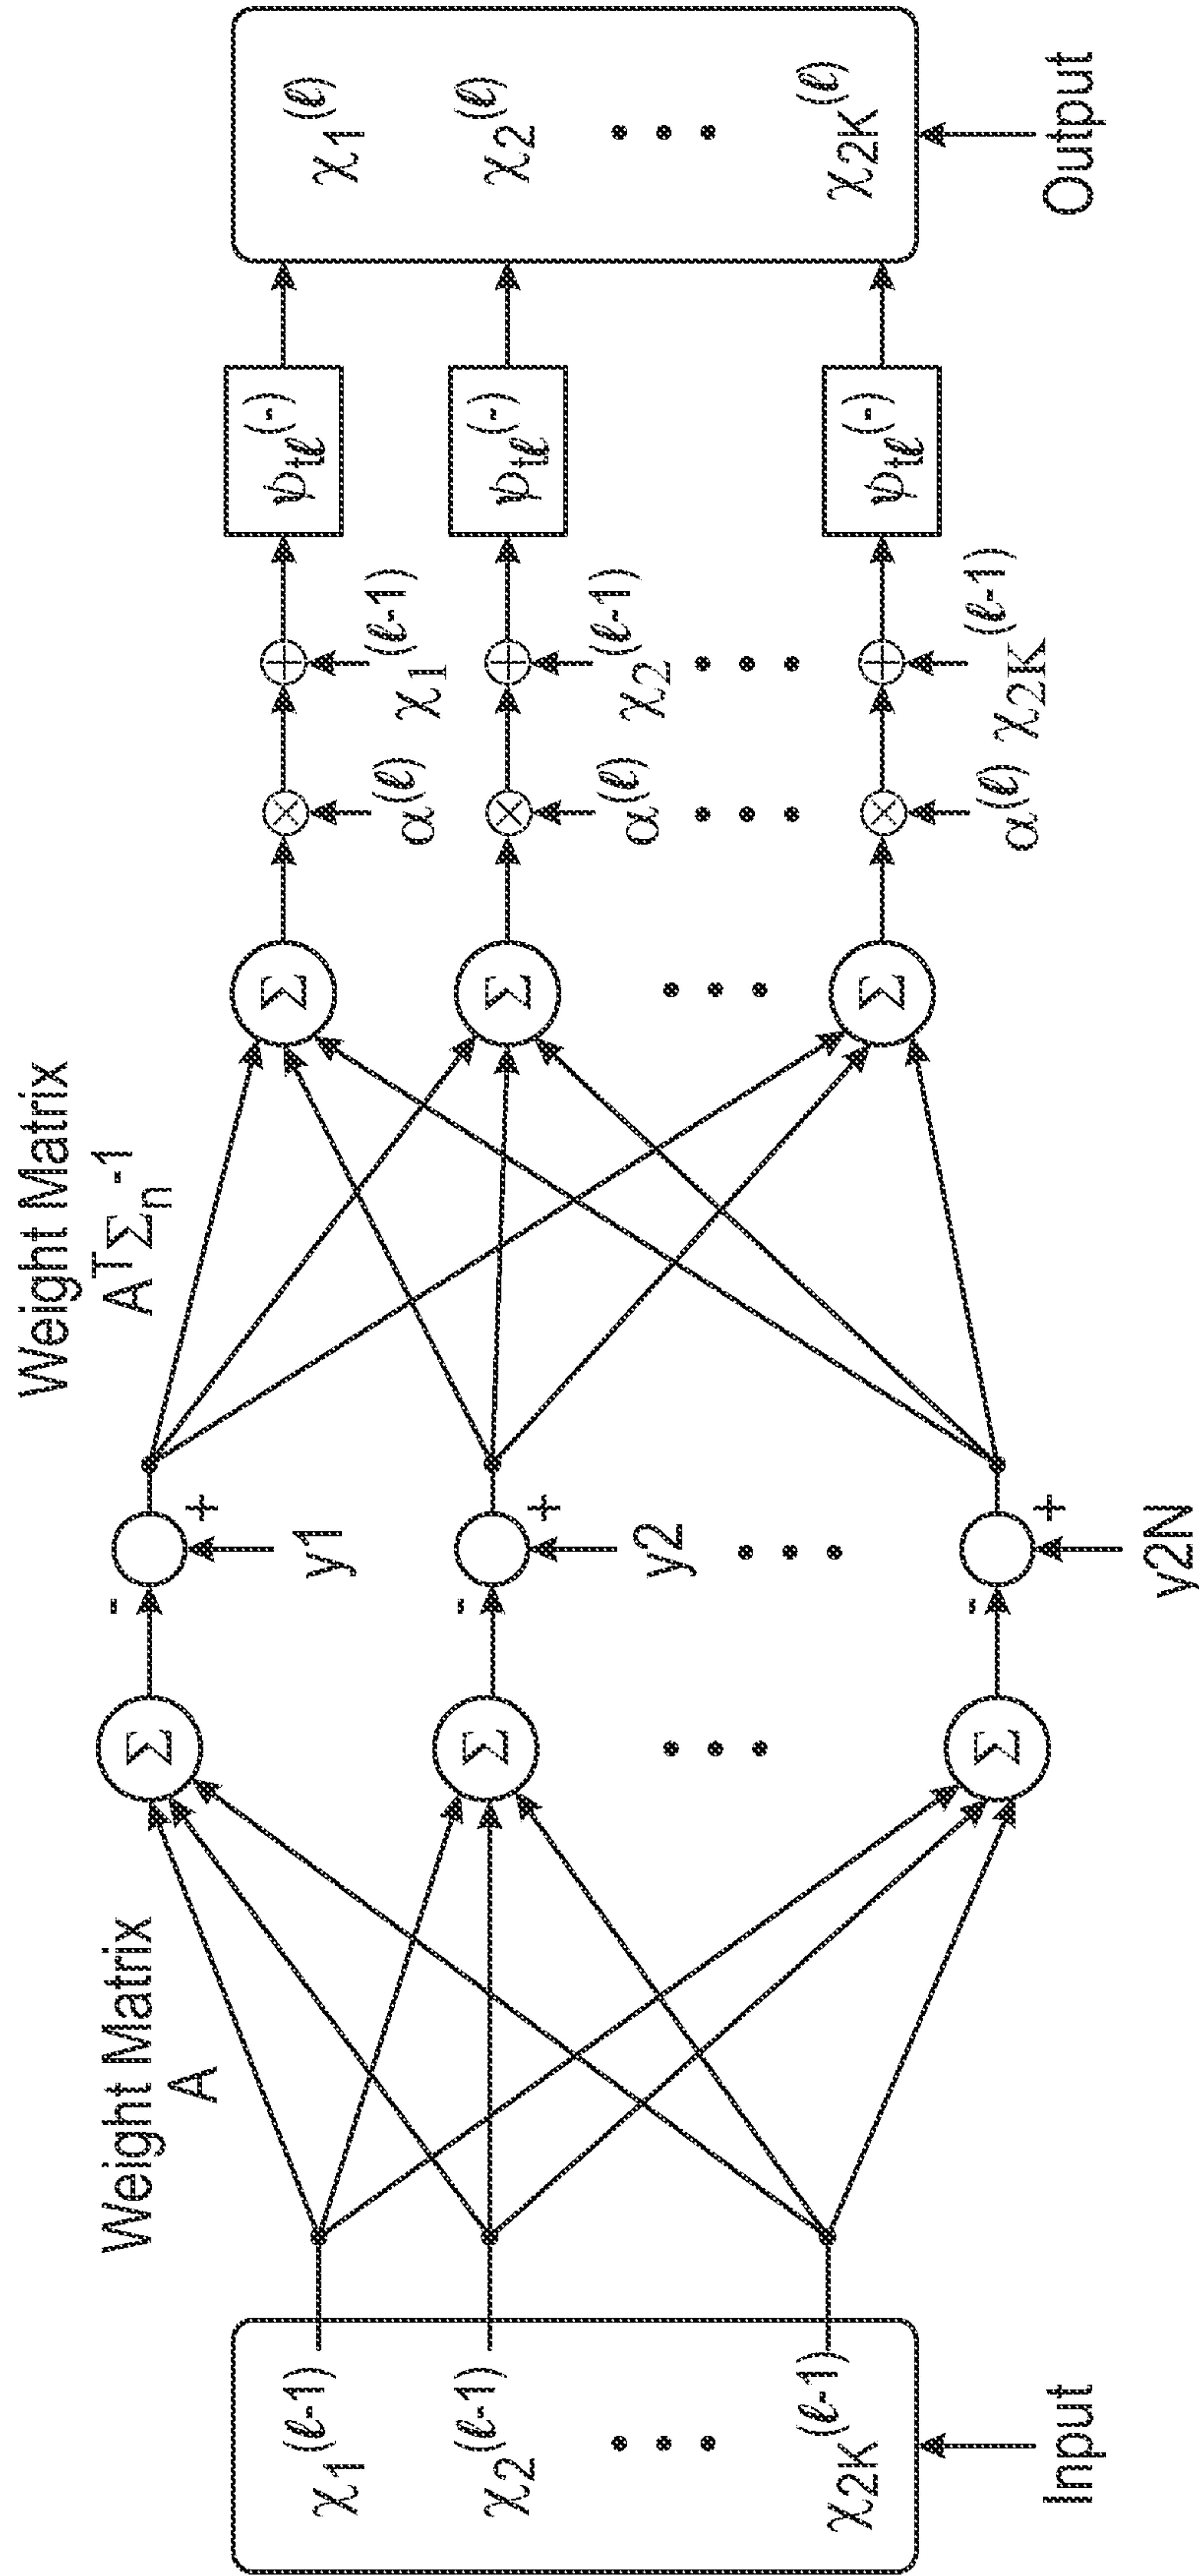 Input
χ1(ℓ-1)
χ2(ℓ-1)
• • •
χ2K(ℓ-1)
Weight Matrix
A
Σ
Σ
• • •
Σ
-
-
-
+
y1
+
y2
• • •
+
y2N
Weight Matrix
AᵀΣn-1
Σ
Σ
• • •
Σ
α(ℓ)
α(ℓ)
• • •
α(ℓ)
χ1(ℓ-1)
χ2(ℓ-1)
• • •
χ2K(ℓ-1)
ψtℓ(-)
ψtℓ(-)
ψtℓ(-)
χ1(ℓ)
χ2(ℓ)
• • •
χ2K(ℓ)
Output